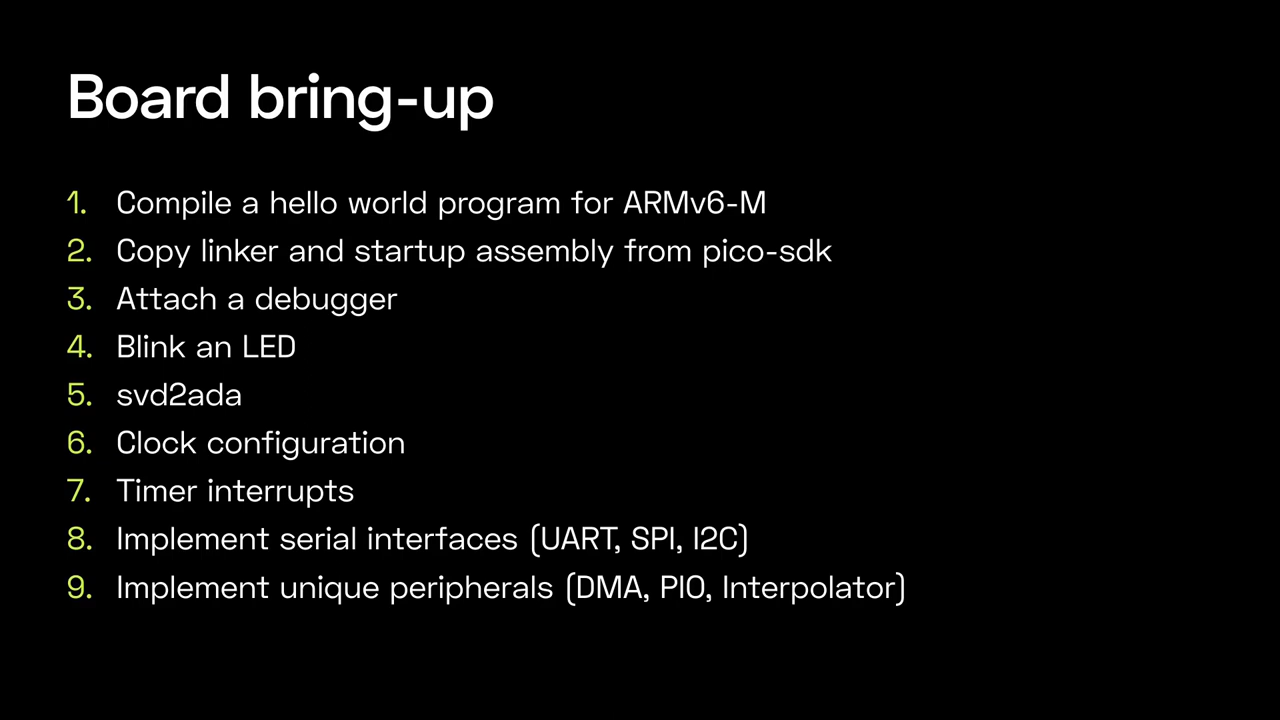 Board bring-up
1. Compile a hello world program for ARMv6-M
2. Copy linker and startup assembly from pico-sdk
3. Attach a debugger
4. Blink an LED
5. svd2ada
6. Clock configuration
7. Timer interrupts
8. Implement serial interfaces (UART, SPI, I2C)
9. Implement unique peripherals (DMA, PIO, Interpolator)